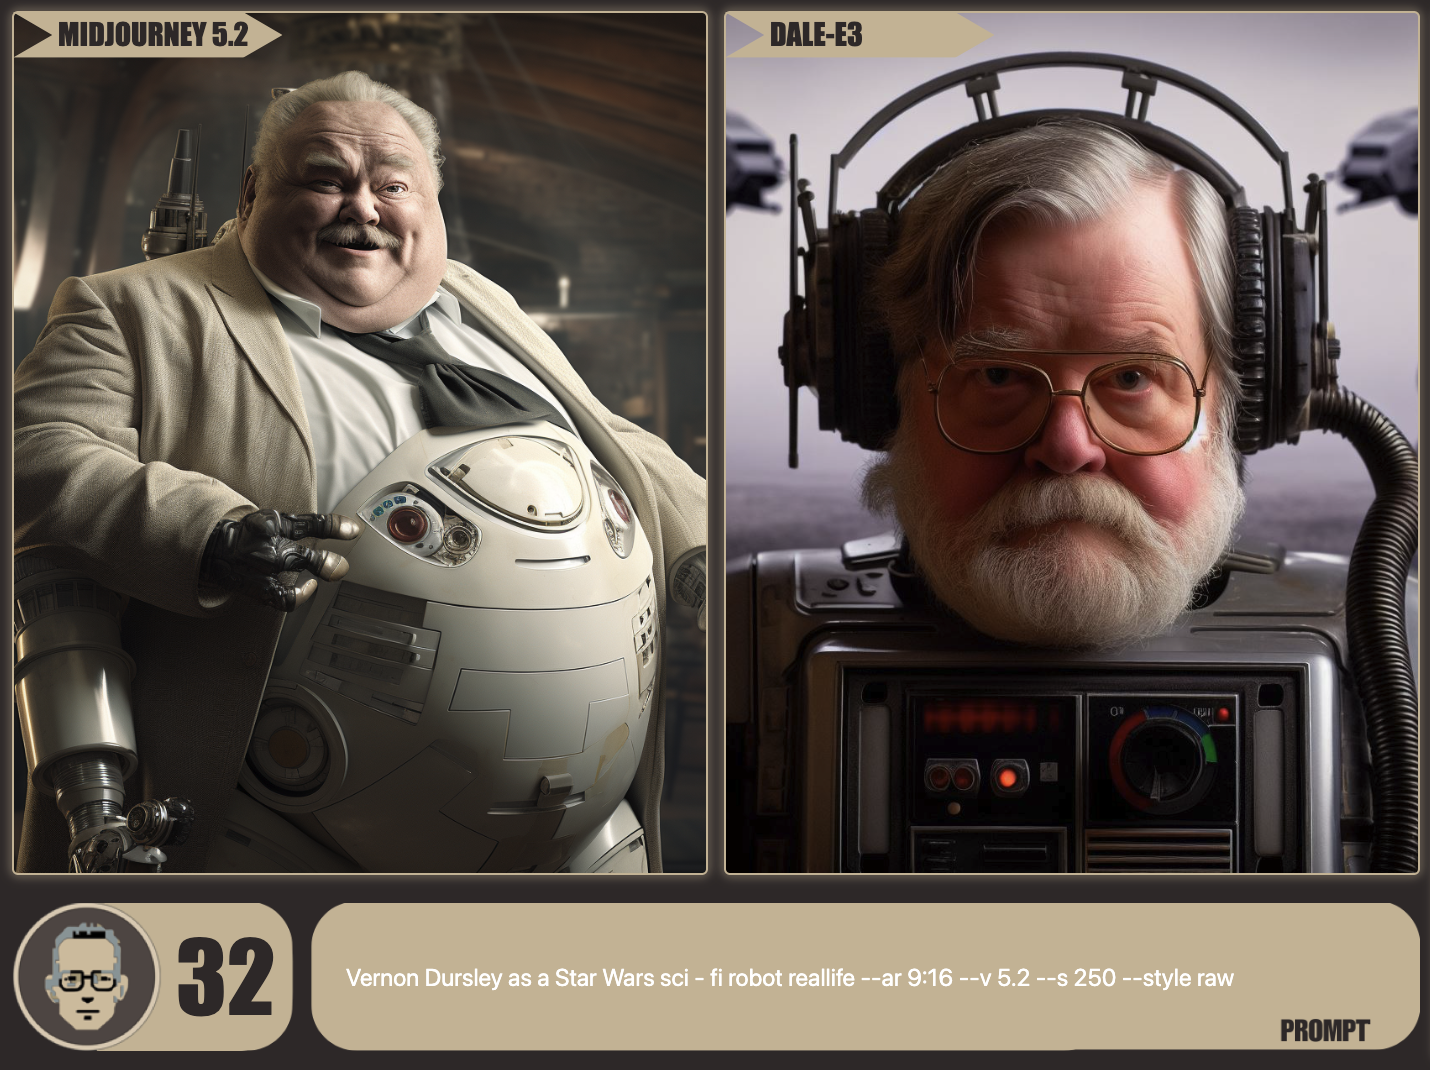 MIDJOURNEY 5.2
DALE-E3
32
Vernon Dursley as a Star Wars sci - fi robot reallife --ar 9:16 --v 5.2 --s 250 --style raw
PROMPT